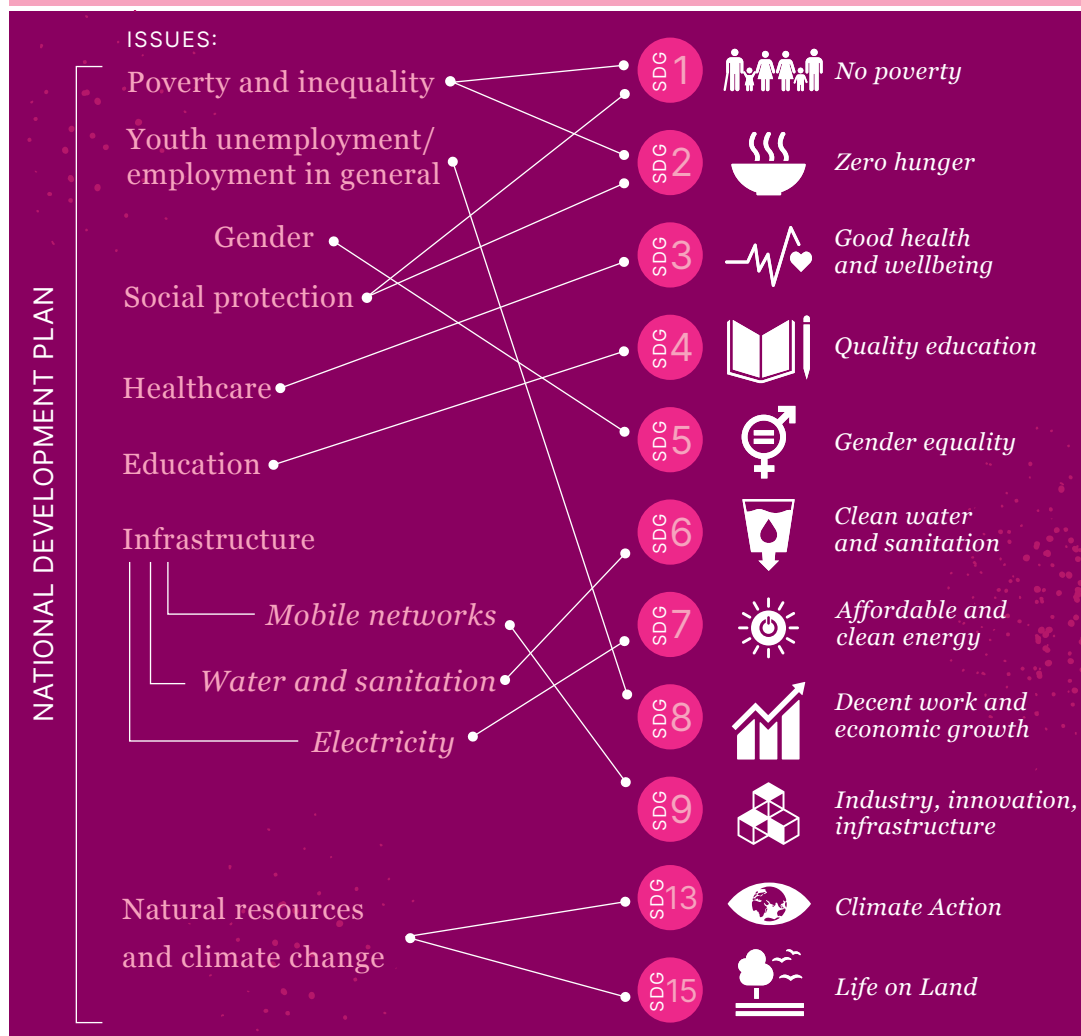 ISSUES:
NATIONAL DEVELOPMENT PLAN
Poverty and inequality
Youth unemployment/
employment in general
Gender
Social protection
Healthcare
Education
Infrastructure
Mobile networks
Water and sanitation
Electricity
Natural resources
and climate change
SDG 1
No poverty
SDG 2
Zero hunger
SDG 3
Good health
and wellbeing
SDG 4
Quality education
SDG 5
Gender equality
SDG 6
Clean water
and sanitation
SDG 7
Affordable and
clean energy
SDG 8
Decent work and
economic growth
SDG 9
Industry, innovation,
infrastructure
SDG 13
Climate Action
SDG 15
Life on Land